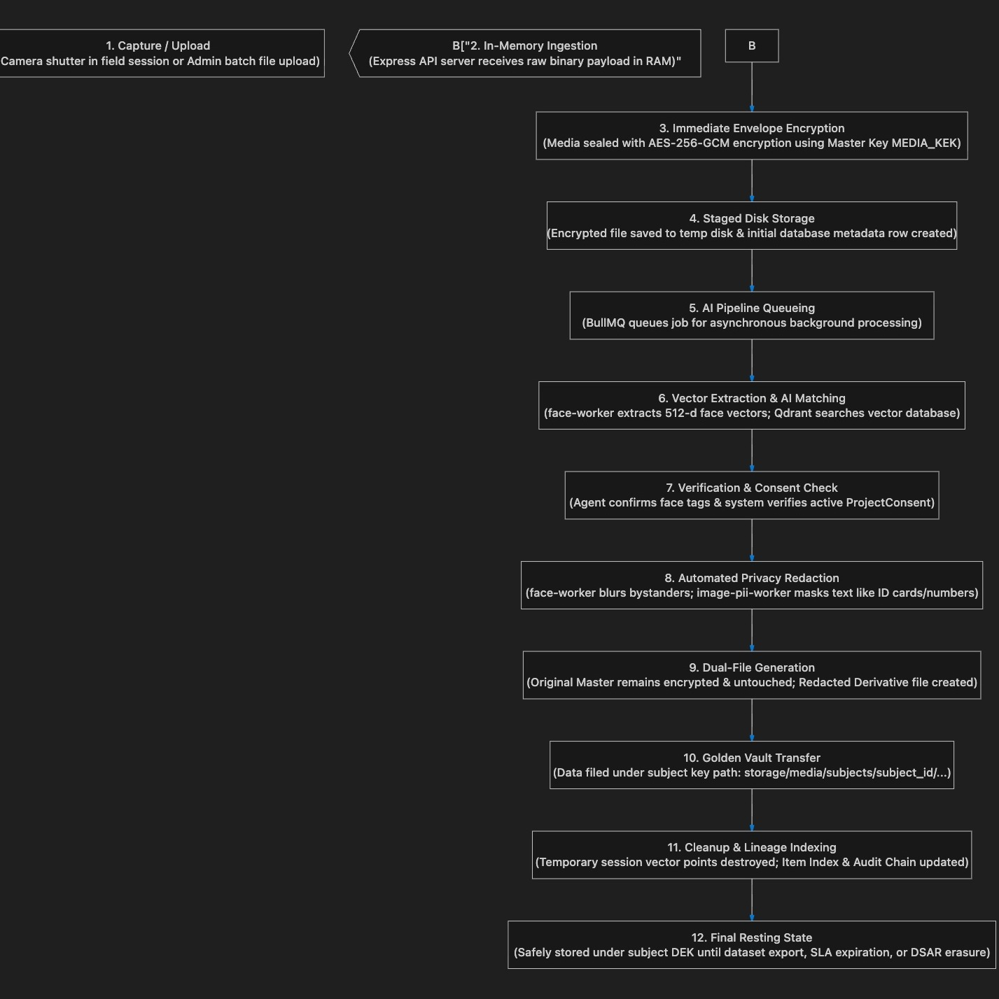 1. Capture / Upload
Camera shutter in field session or Admin batch file upload)
B["2. In-Memory Ingestion
(Express API server receives raw binary payload in RAM)"
B
3. Immediate Envelope Encryption
(Media sealed with AES-256-GCM encryption using Master Key MEDIA_KEK)
4. Staged Disk Storage
(Encrypted file saved to temp disk & initial database metadata row created)
5. AI Pipeline Queueing
(BullMQ queues job for asynchronous background processing)
6. Vector Extraction & AI Matching
(face-worker extracts 512-d face vectors; Qdrant searches vector database)
7. Verification & Consent Check
(Agent confirms face tags & system verifies active ProjectConsent)
8. Automated Privacy Redaction
(face-worker blurs bystanders; image-pii-worker masks text like ID cards/numbers)
9. Dual-File Generation
(Original Master remains encrypted & untouched; Redacted Derivative file created)
10. Golden Vault Transfer
(Data filed under subject key path: storage/media/subjects/subject_id/...)
11. Cleanup & Lineage Indexing
(Temporary session vector points destroyed; Item Index & Audit Chain updated)
12. Final Resting State
(Safely stored under subject DEK until dataset export, SLA expiration, or DSAR erasure)